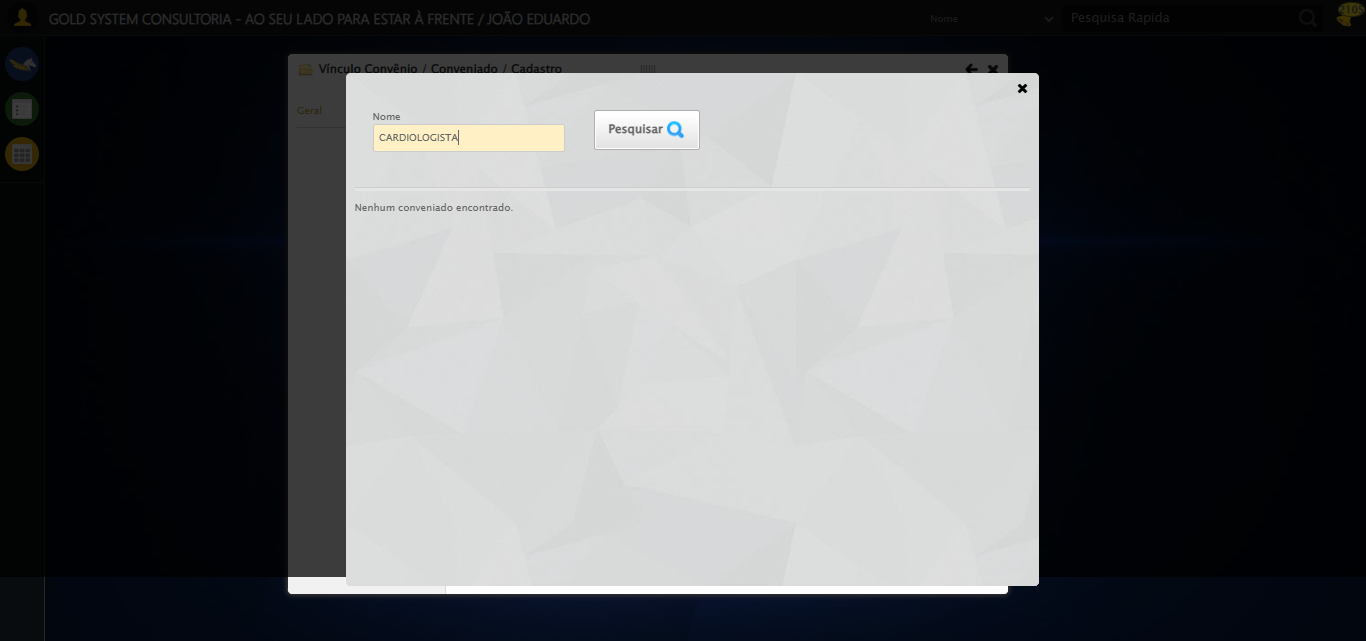 GOLD SYSTEM CONSULTORIA - AO SEU LADO PARA ESTAR À FRENTE / JOÃO EDUARDO
Nome
Pesquisa Rapida
Vínculo Convênio / Conveniado / Cadastro
Geral
Nome
CARDIOLOGISTA
Pesquisar
Nenhum conveniado encontrado.